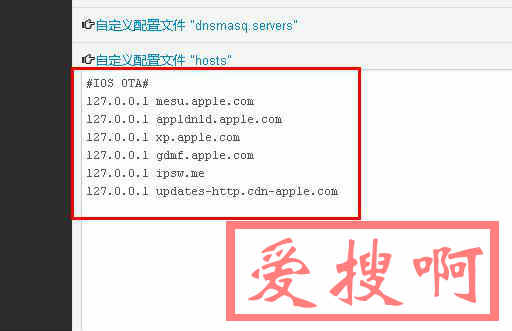 自定义配置文件 "dnsmasq.servers"
自定义配置文件 "hosts"
#IOS OTA#
127.0.0.1 mesu.apple.com
127.0.0.1 appldnld.apple.com
127.0.0.1 xp.apple.com
127.0.0.1 gdmf.apple.com
127.0.0.1 ipsw.me
127.0.0.1 updates-http.cdn-apple.com
爱搜啊